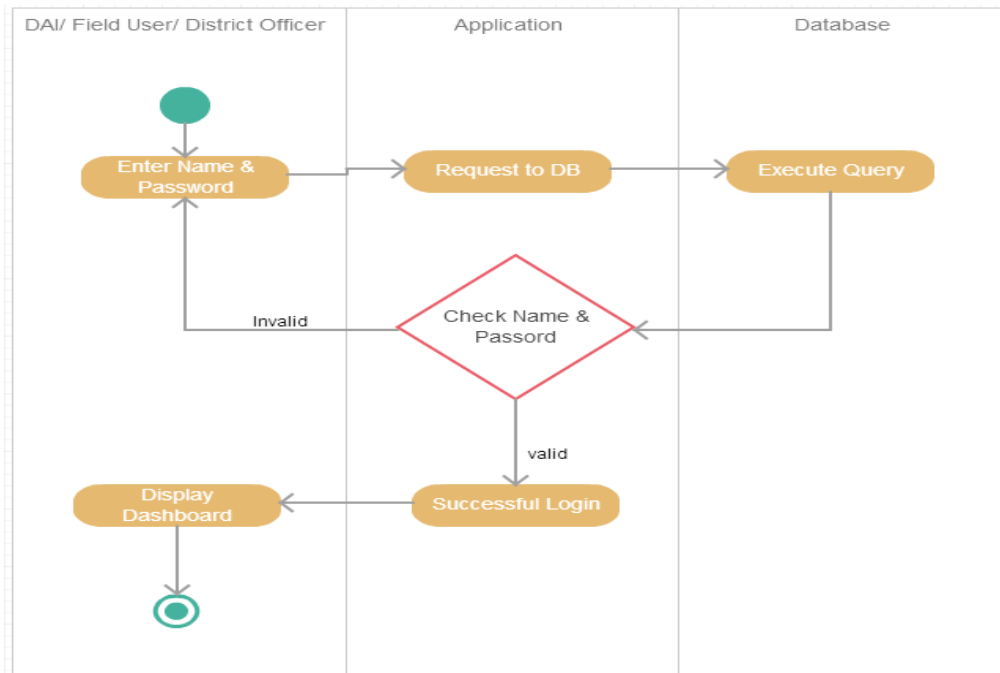 DAI/ Field User/ District Officer
Application
Database
Enter Name &
Password
Request to DB
Execute Query
Check Name &
Passord
Invalid
valid
Successful Login
Display
Dashboard